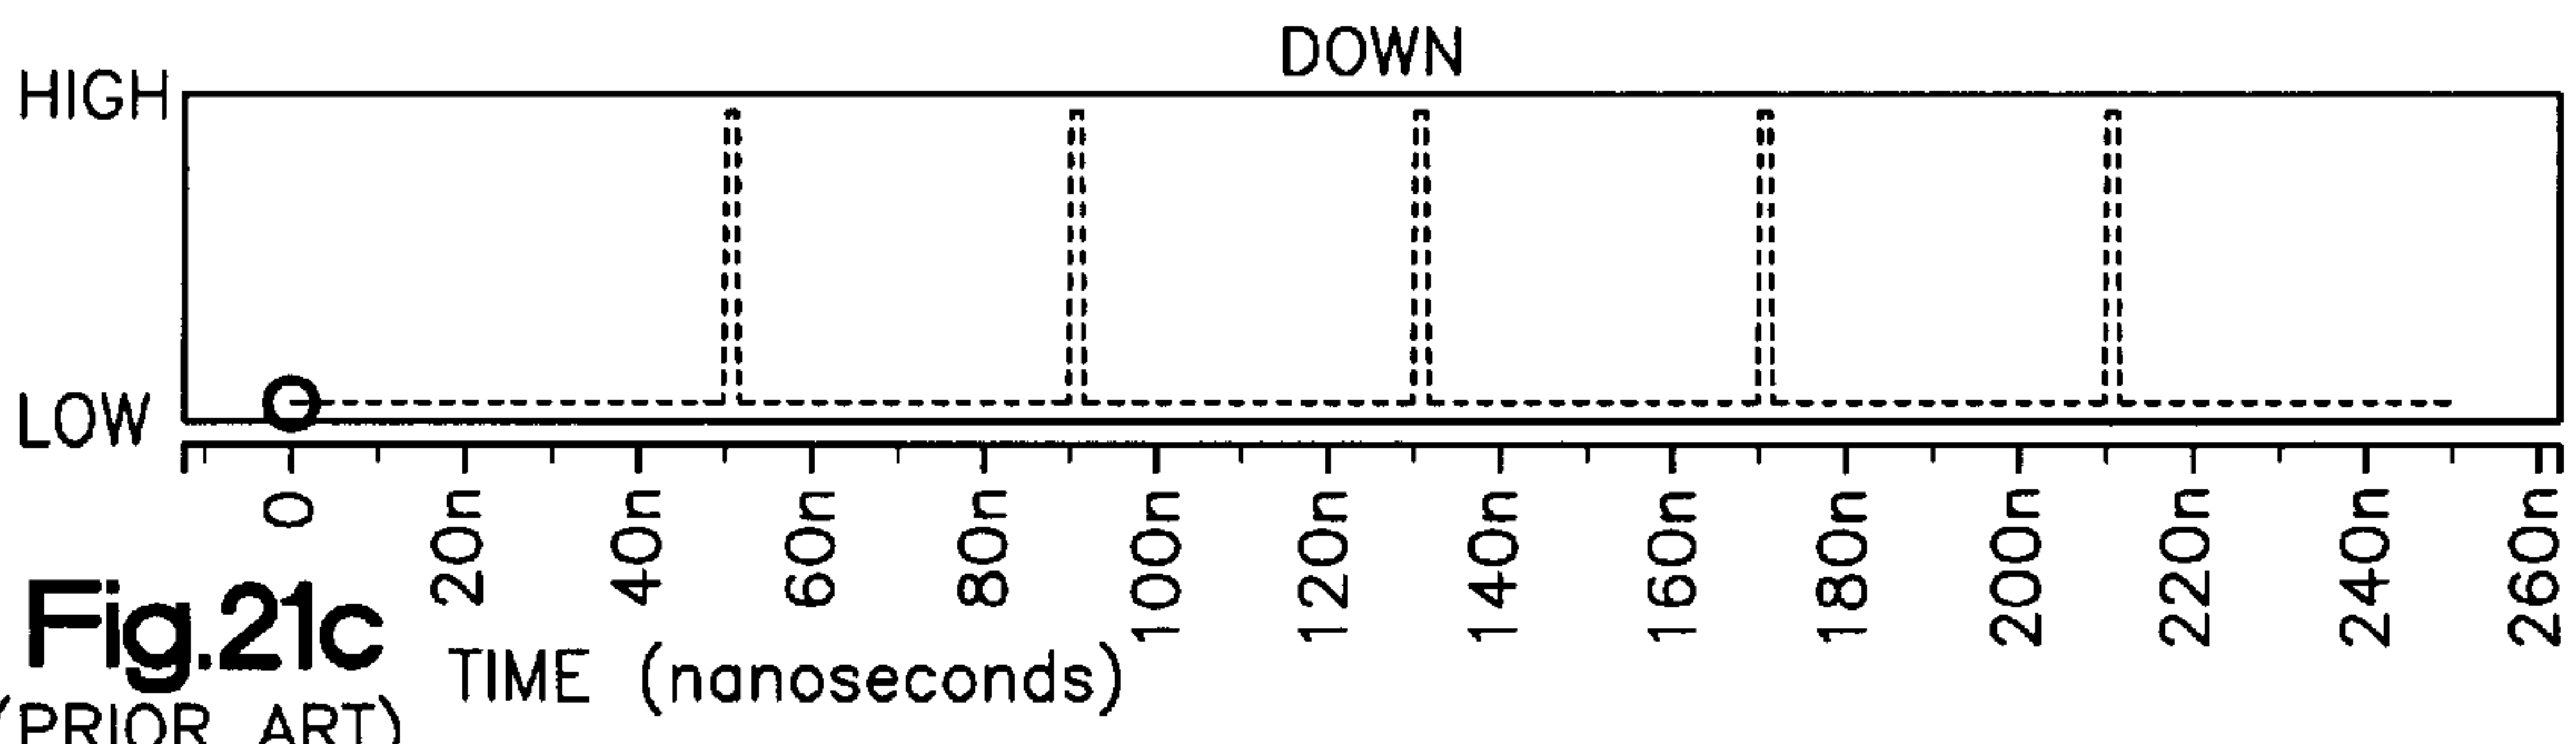 DOWN
HIGH
LOW
0 20n 40n 60n 80n 100n 120n 140n 160n 180n 200n 220n 240n 260n
TIME (nanoseconds)
Fig.21c
(PRIOR ART)